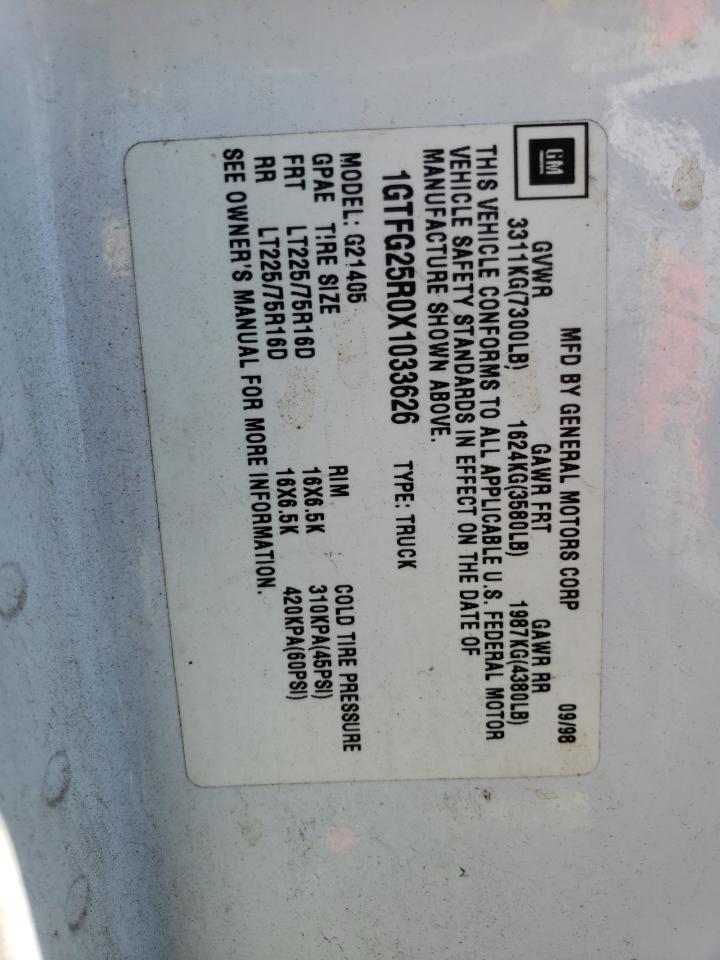 GM
MFD BY GENERAL MOTORS CORP 09/98
GVWR GAWR FRT GAWR RR
3311KG(7300LB) 1624KG(3580LB) 1987KG(4380LB)
THIS VEHICLE CONFORMS TO ALL APPLICABLE U.S. FEDERAL MOTOR
VEHICLE SAFETY STANDARDS IN EFFECT ON THE DATE OF
MANUFACTURE SHOWN ABOVE.
1GTFG25R0X1033626 TYPE: TRUCK
MODEL: G21405
GPAE TIRE SIZE RIM COLD TIRE PRESSURE
FRT LT225/75R16D 16X6.5K 310KPA(45PSI)
RR LT225/75R16D 16X6.5K 420KPA(60PSI)
SEE OWNER'S MANUAL FOR MORE INFORMATION.